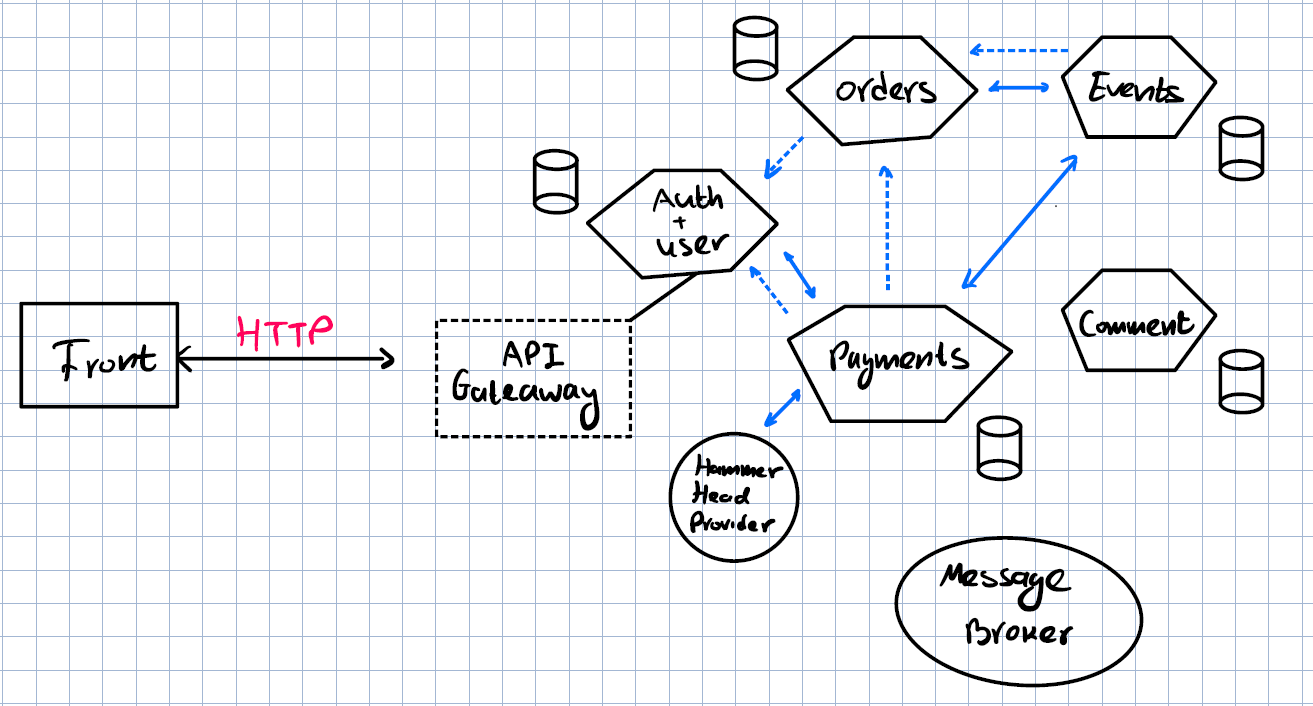 Orders
Events
Auth
+
user
HTTP
Front
API
Gateaway
Payments
Comment
Hammer
Head
Provider
Message
Broker